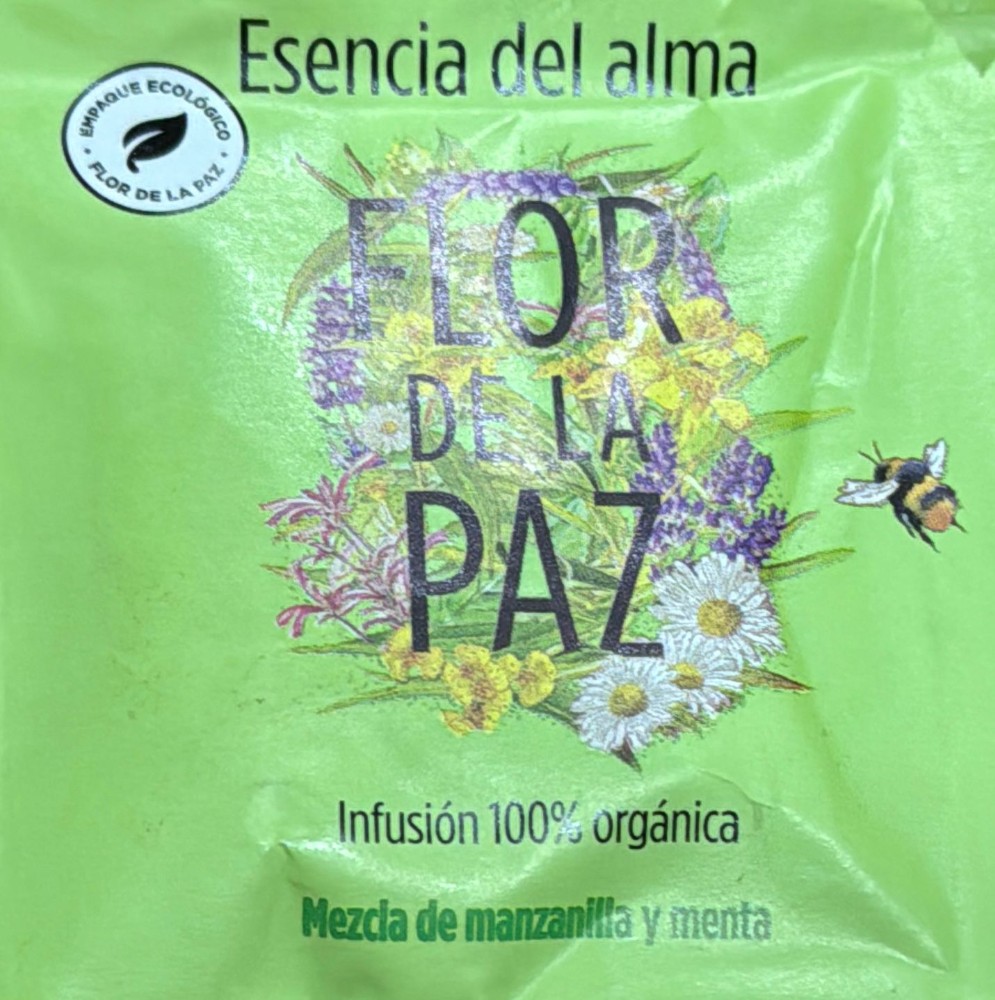 Esencia del alma
EMPAQUE ECOLÓGICO
FLOR DE LA PAZ
FLOR
DE LA
PAZ
Infusión 100% orgánica
Mezcla de manzanilla y menta